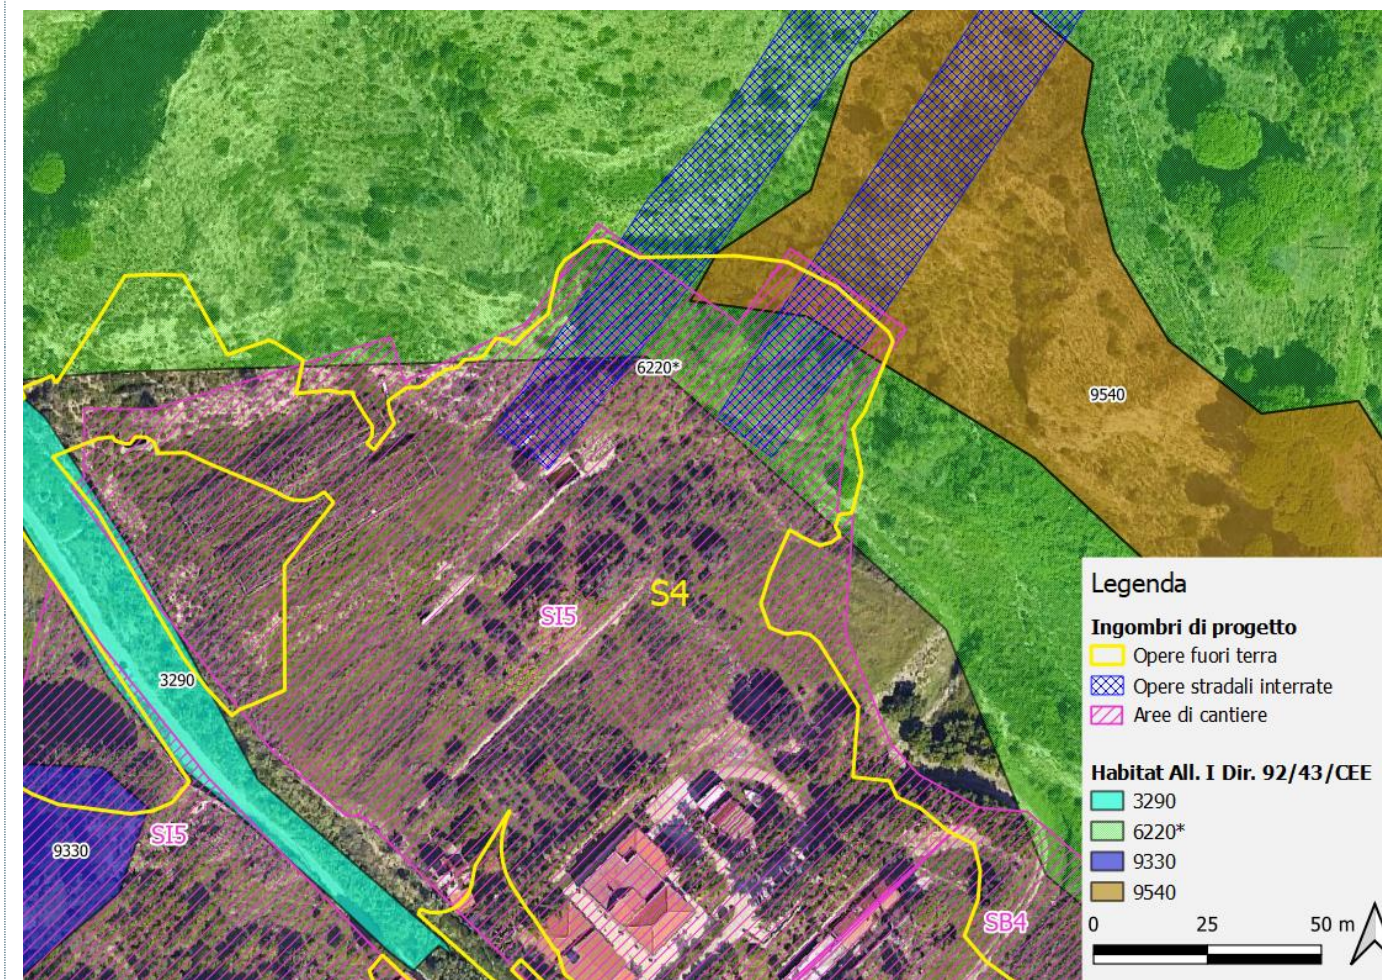 6220*
9540
S4
SI5
3290
SI5
9330
SB4
Legenda
Ingombri di progetto
Opere fuori terra
Opere stradali interrate
Aree di cantiere
Habitat All. I Dir. 92/43/CEE
3290
6220*
9330
9540
0 25 50 m